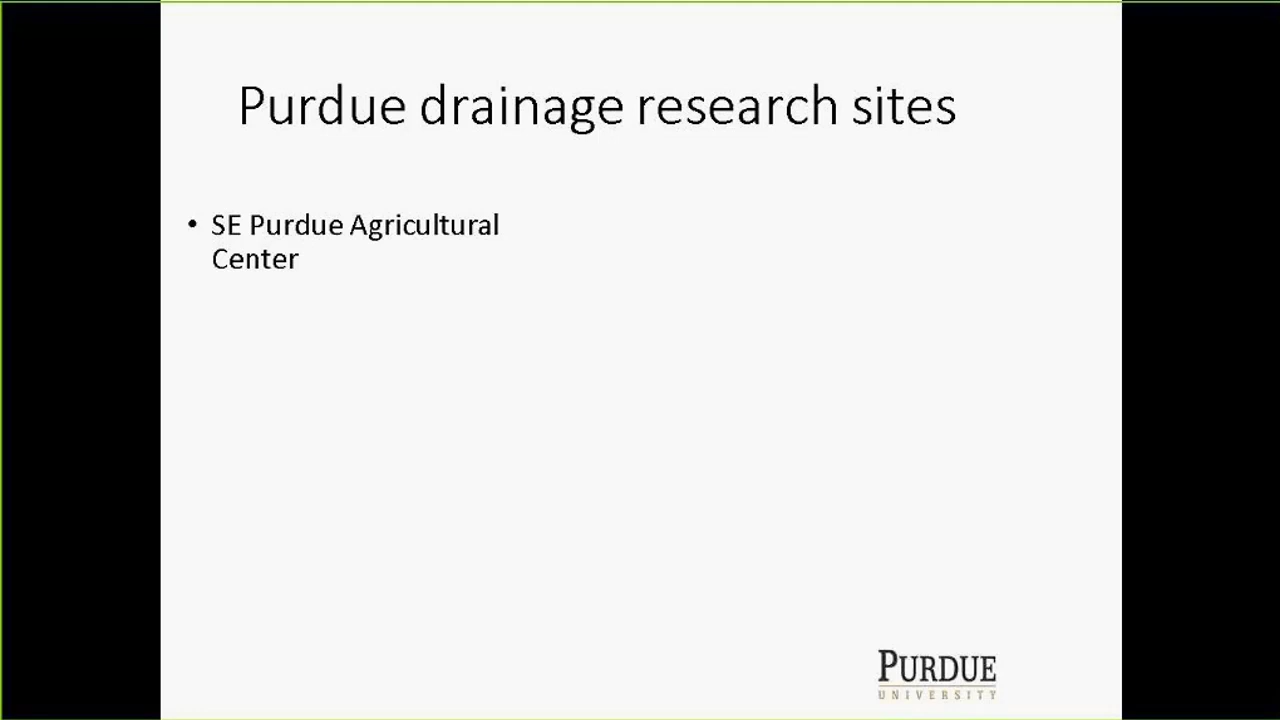 Purdue drainage research sites
• SE Purdue Agricultural
Center
PURDUE
UNIVERSITY